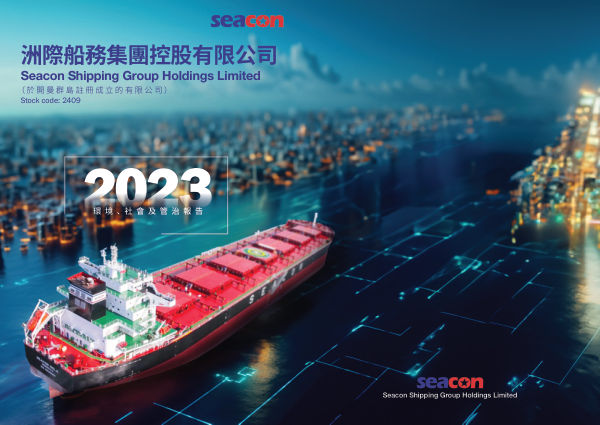 seacon
洲際船務集團控股有限公司
Seacon Shipping Group Holdings Limited
(於開曼群島註冊成立的有限公司)
Stock code: 2409
2023
環境、社會及管治報告
SEACON
seacon
Seacon Shipping Group Holdings Limited